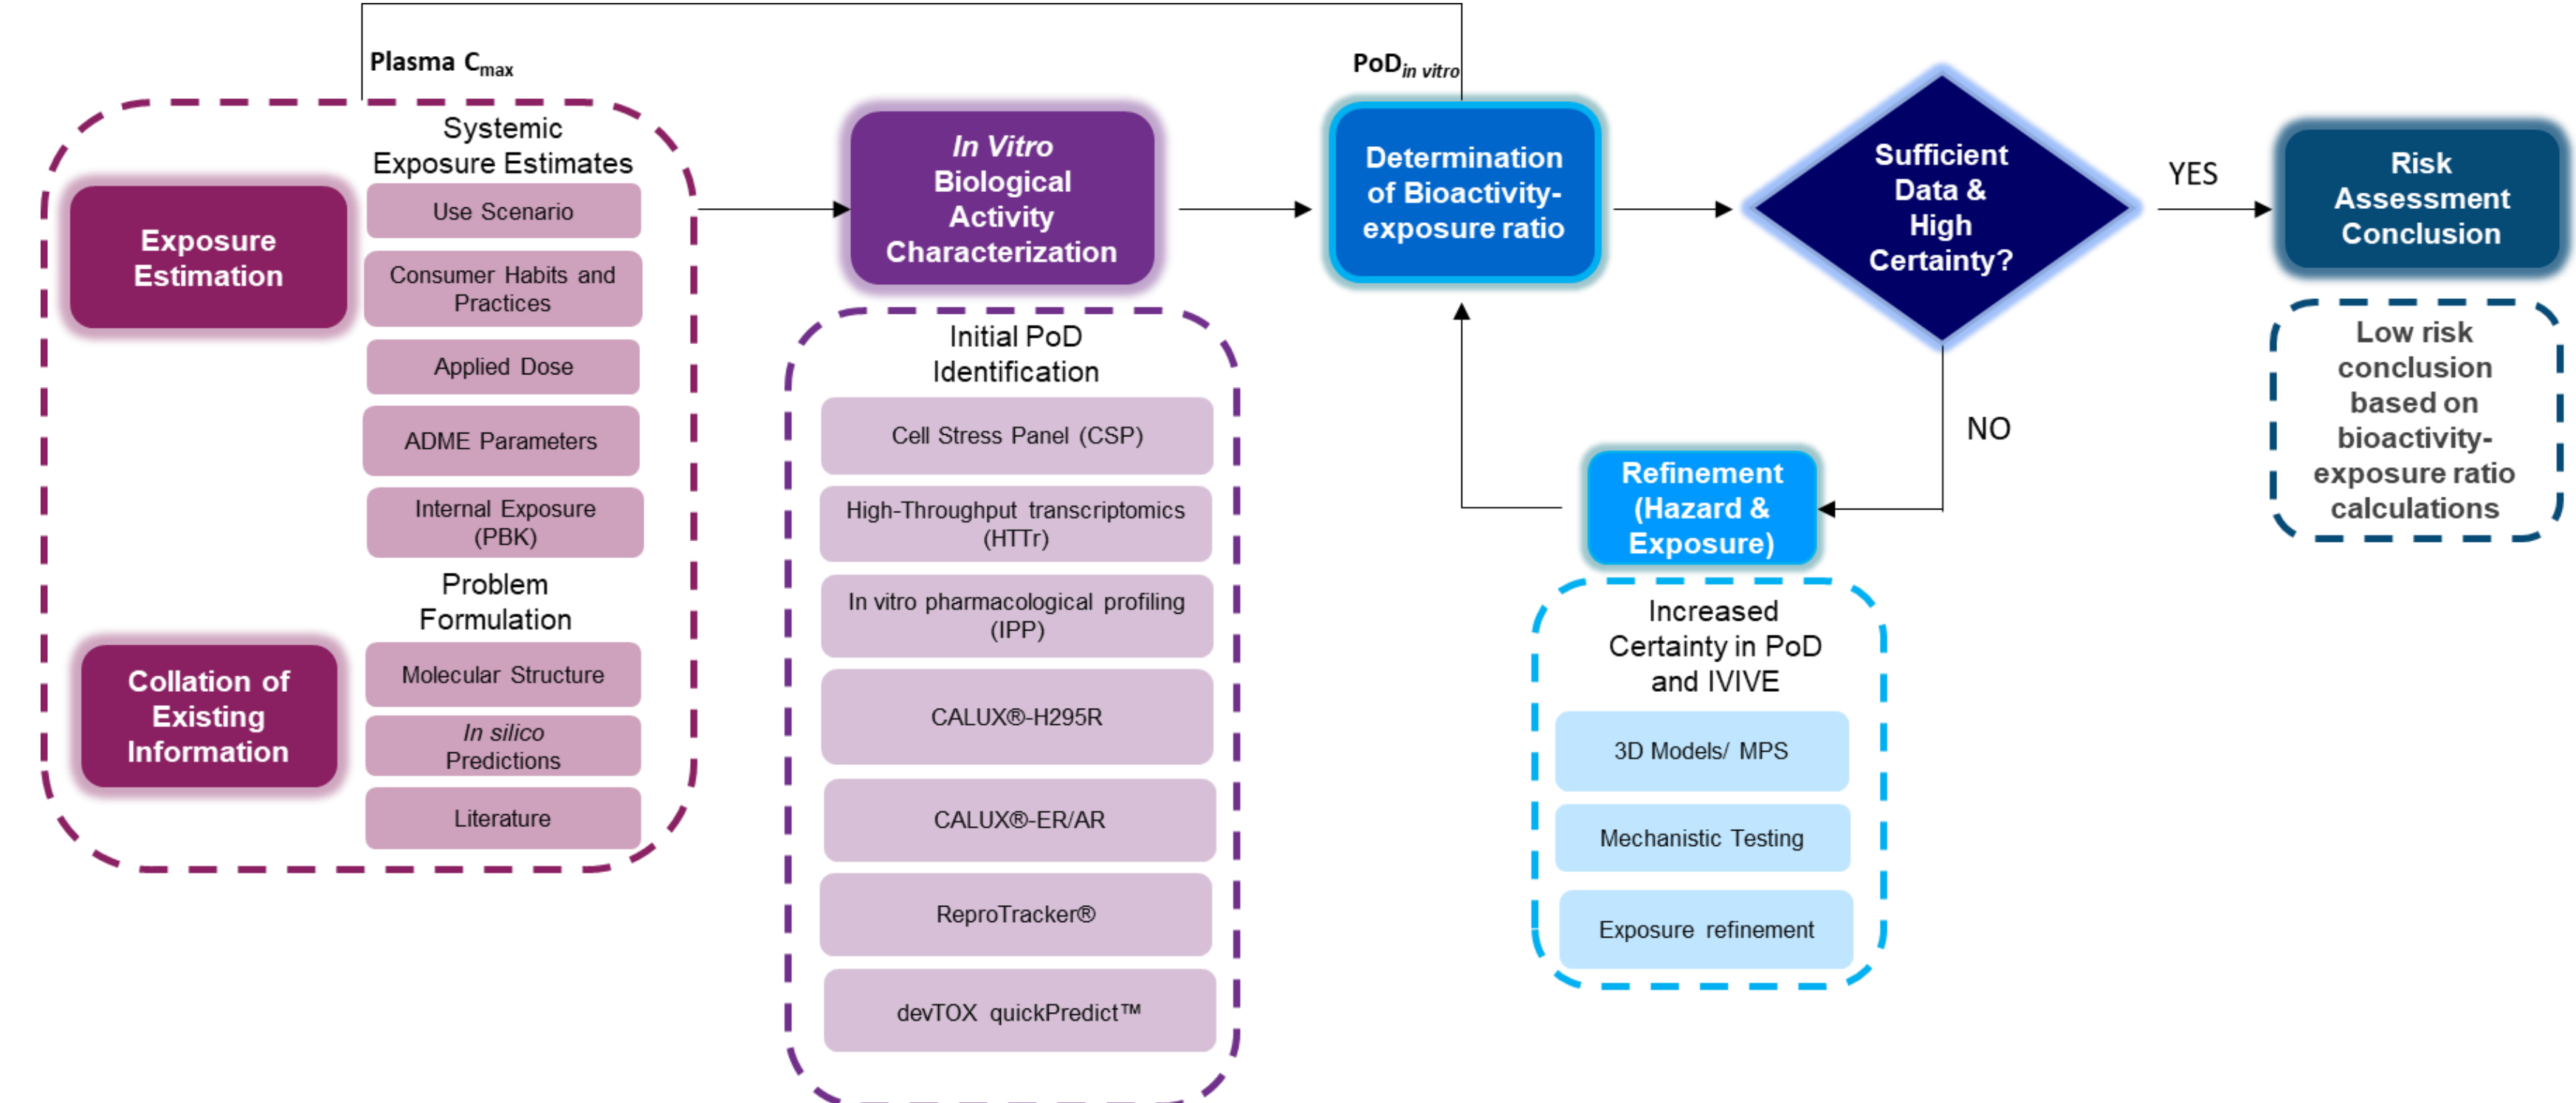 Plasma Cmax
PoDin vitro
Systemic
Exposure Estimates
Exposure
Estimation
Use Scenario
Consumer Habits and
Practices
Applied Dose
ADME Parameters
Internal Exposure
(PBK)
Problem
Formulation
Collation of
Existing
Information
Molecular Structure
In silico
Predictions
Literature
In Vitro
Biological
Activity
Characterization
Initial PoD
Identification
Cell Stress Panel (CSP)
High-Throughput transcriptomics
(HTTr)
In vitro pharmacological profiling
(IPP)
CALUX®-H295R
CALUX®-ER/AR
ReproTracker®
devTOX quickPredict™
Determination
of Bioactivity-
exposure ratio
Sufficient
Data &
High
Certainty?
YES
NO
Refinement
(Hazard &
Exposure)
Increased
Certainty in PoD
and IVIVE
3D Models/ MPS
Mechanistic Testing
Exposure refinement
Risk
Assessment
Conclusion
Low risk
conclusion
based on
bioactivity-
exposure ratio
calculations